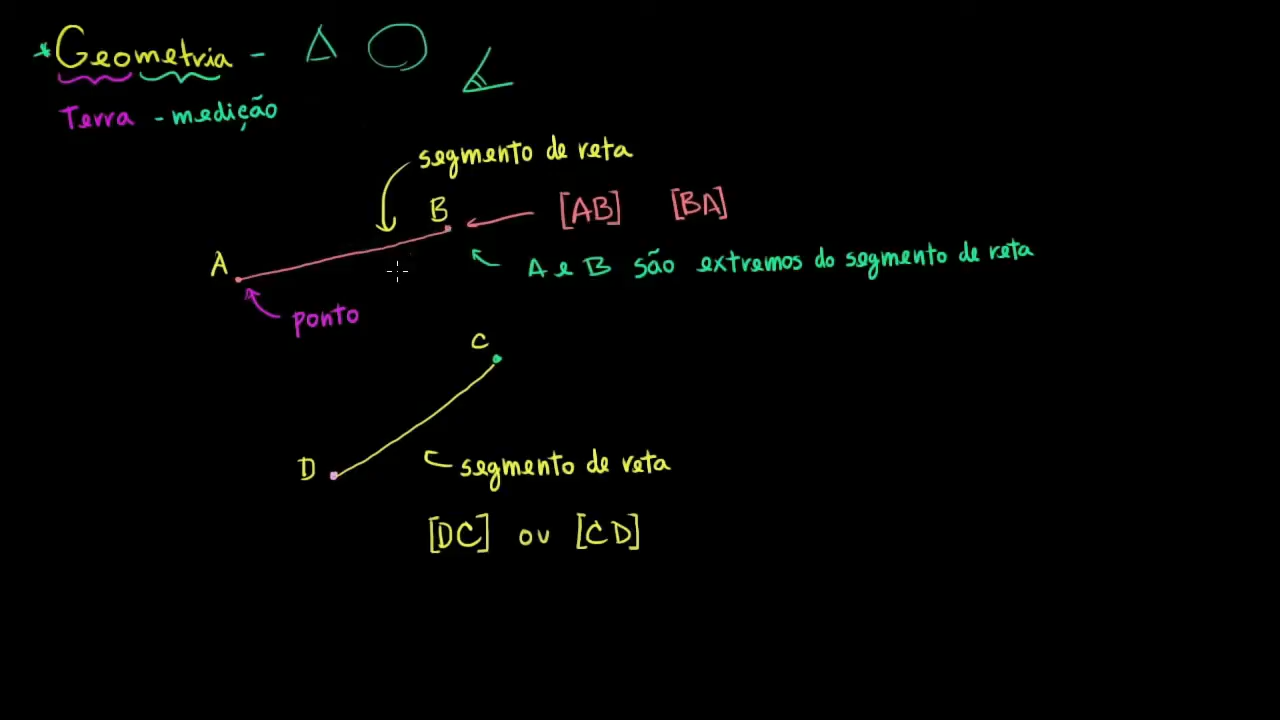 * Geometria -
Terra - medição
segmento de reta
B [AB] [BA]
A
A e B são extremos do segmento de reta
ponto
C
D
segmento de reta
[DC] ou [CD]